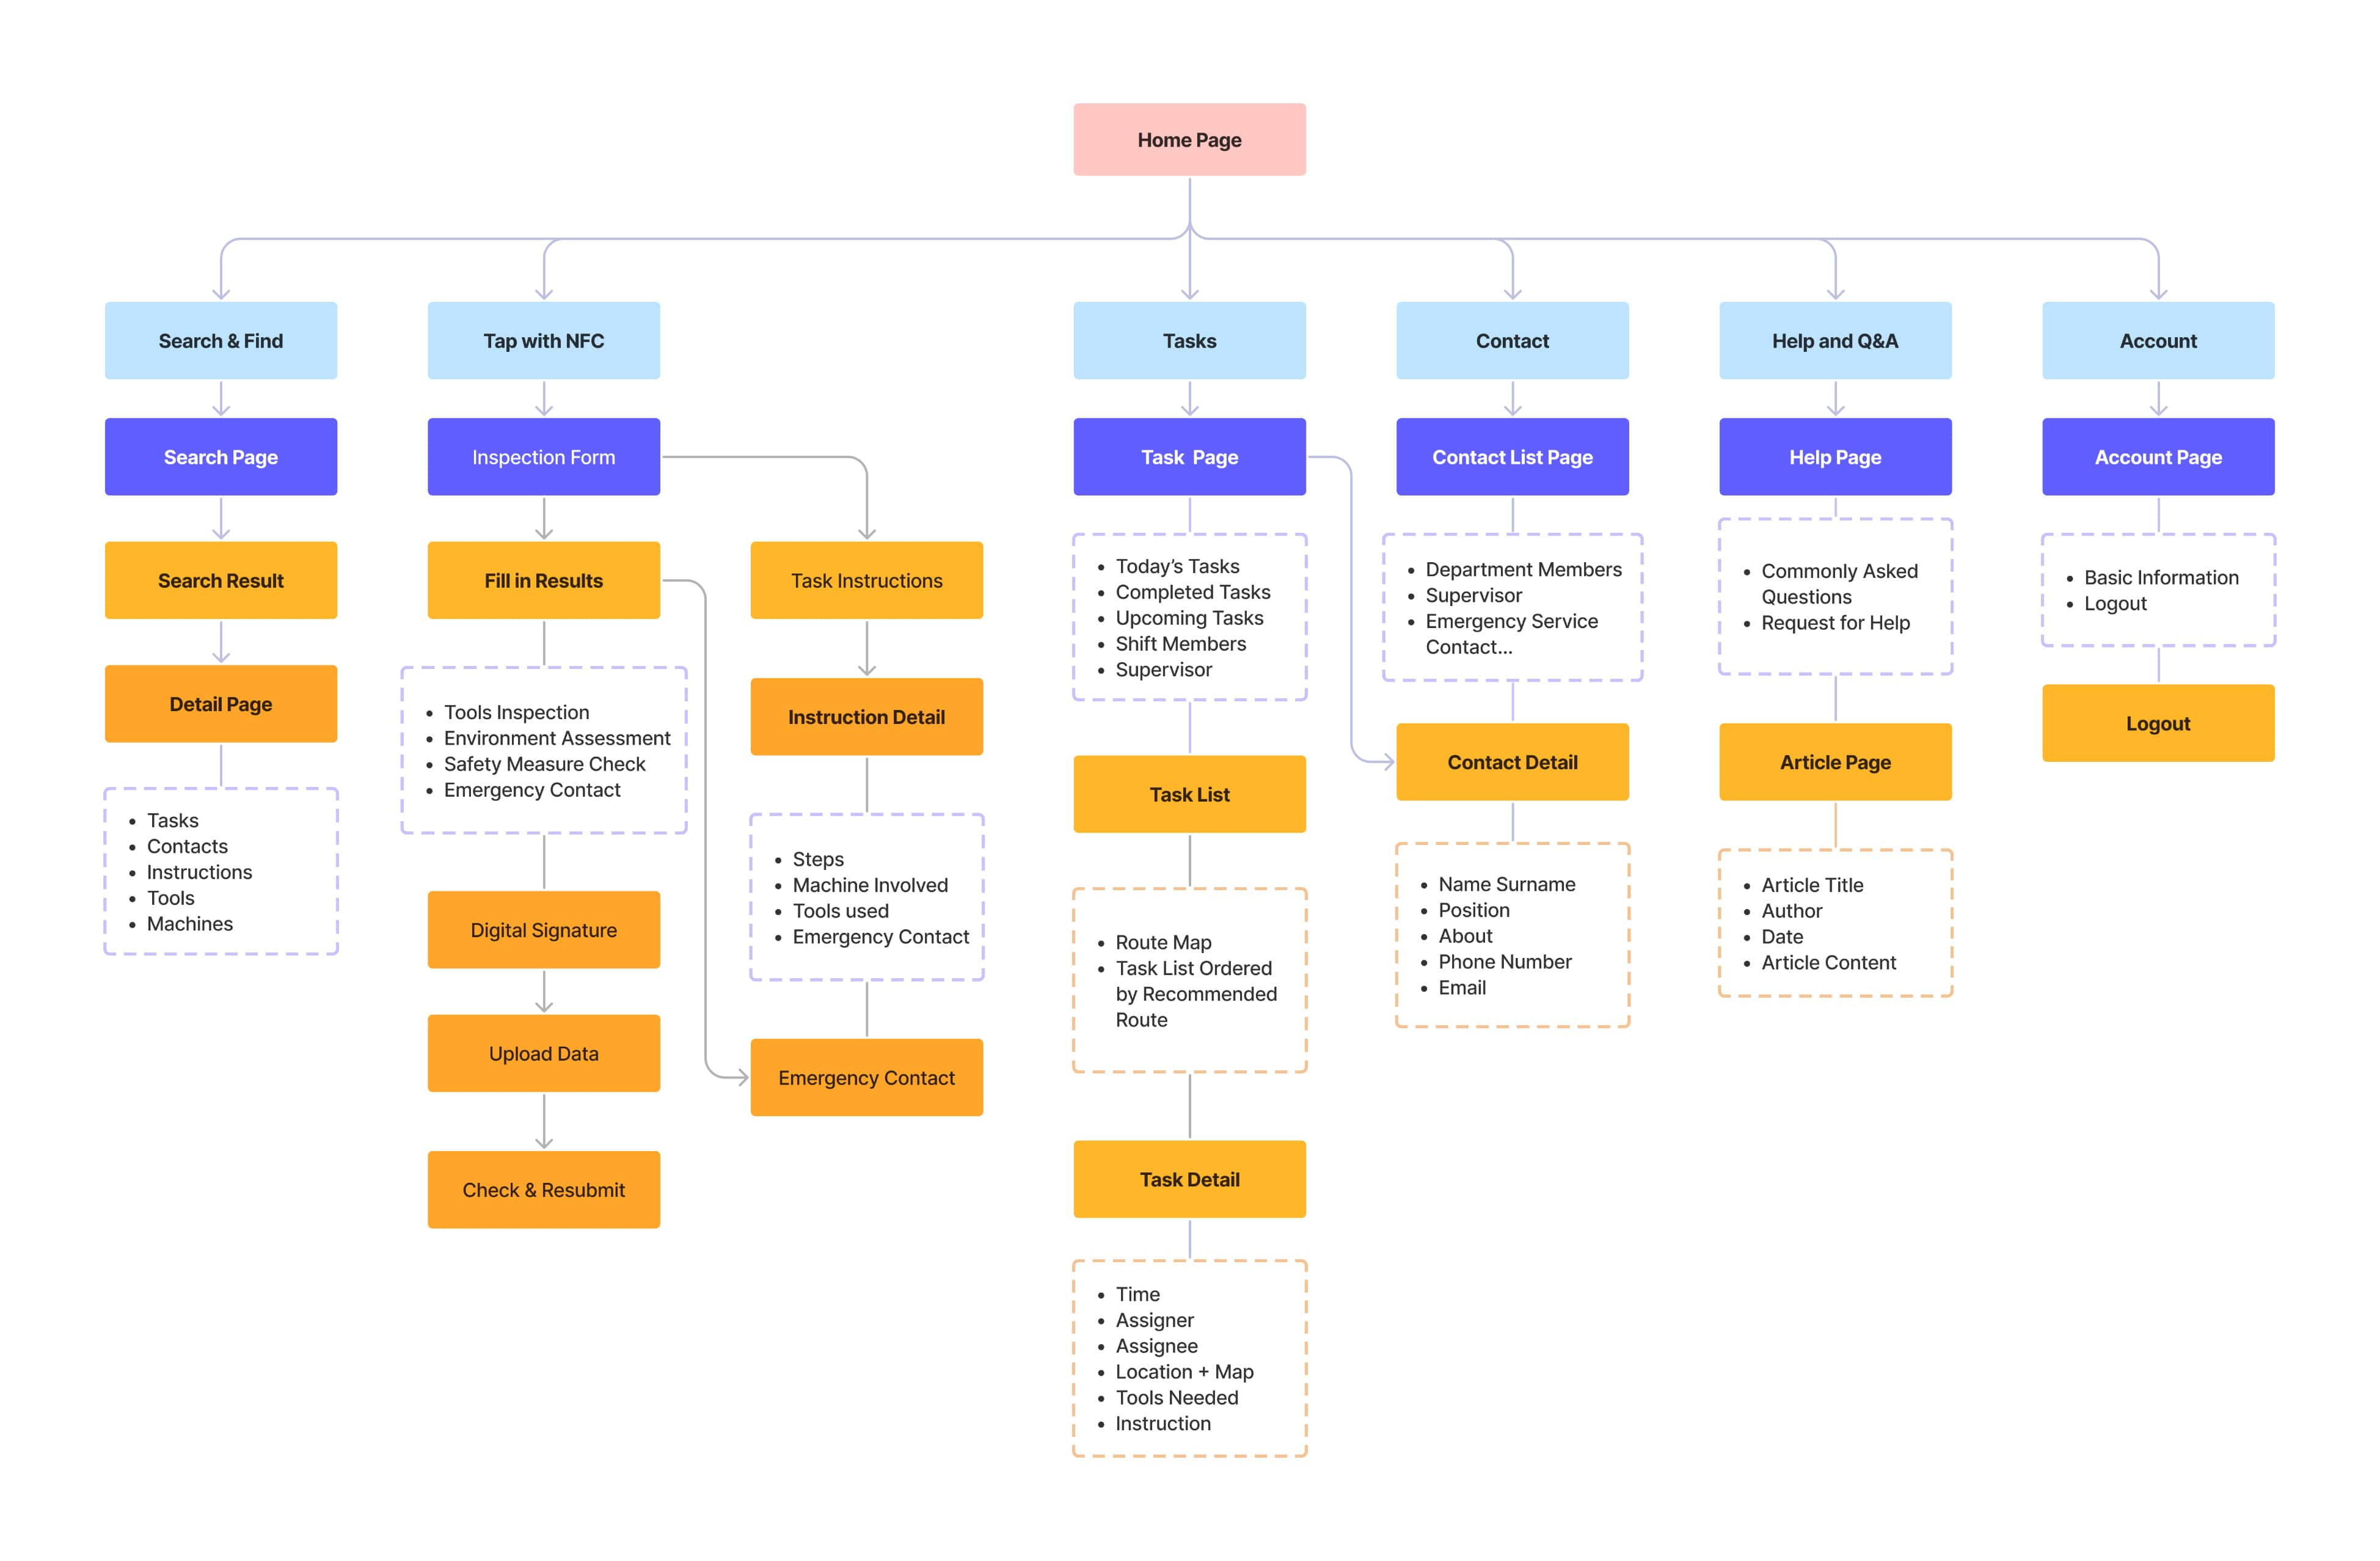 Home Page
Search & Find
Tap with NFC
Tasks
Contact
Help and Q&A
Account
Search Page
Inspection Form
Task  Page
Contact List Page
Help Page
Account Page
Search Result
Fill in Results
Task Instructions
Today’s Tasks
Completed Tasks
Upcoming Tasks
Shift Members
Supervisor
Department Members
Supervisor
Emergency Service
Contact...
Commonly Asked
Questions
Request for Help
Basic Information
Logout
Detail Page
Tools Inspection
Environment Assessment
Safety Measure Check
Emergency Contact
Instruction Detail
Task List
Contact Detail
Article Page
Logout
Tasks
Contacts
Instructions
Tools
Machines
Digital Signature
Steps
Machine Involved
Tools used
Emergency Contact
Route Map
Task List Ordered
by Recommended
Route
Name Surname
Position
About
Phone Number
Email
Article Title
Author
Date
Article Content
Upload Data
Emergency Contact
Check & Resubmit
Task Detail
Time
Assigner
Assignee
Location + Map
Tools Needed
Instruction